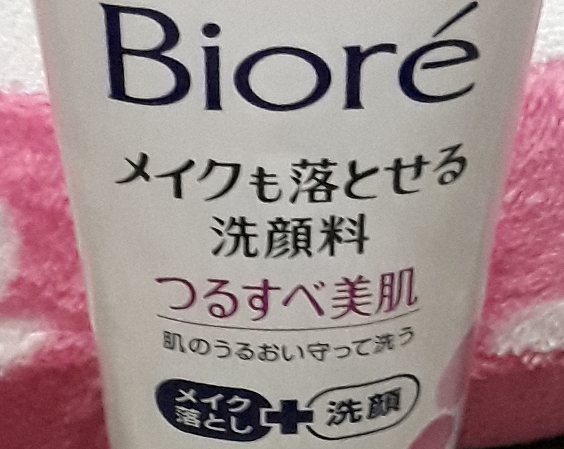 Bioré
メイクも落とせる
洗顔料
つるすべ美肌
肌のうるおい守って洗う
メイク
落とし
+
洗顔